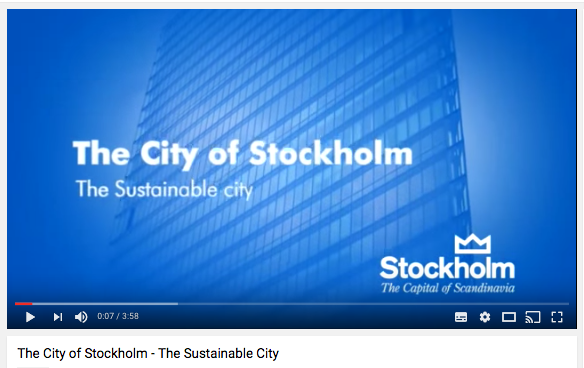 The City of Stockholm
The Sustainable city
Stockholm
The Capital of Scandinavia
0:07 / 3:58
The City of Stockholm - The Sustainable City